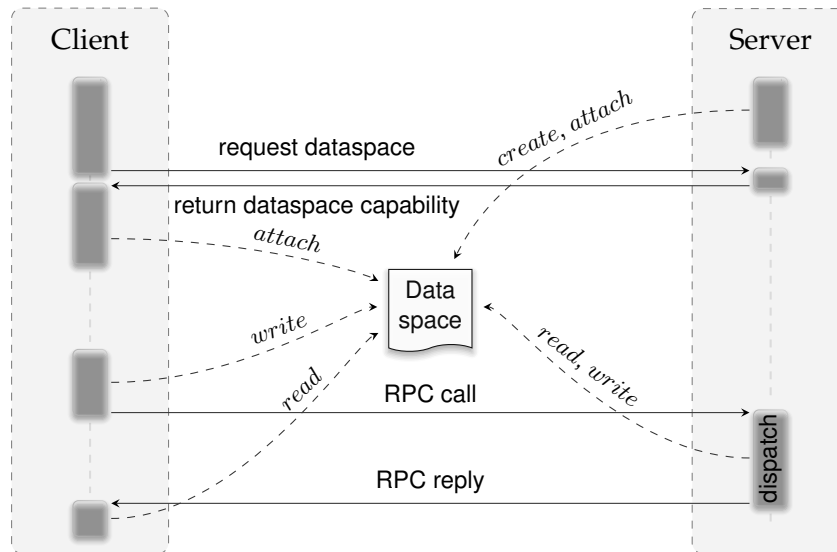 Client
Server
create, attach
request dataspace
return dataspace capability
attach
Data
space
write
read, write
read
RPC call
dispatch
RPC reply